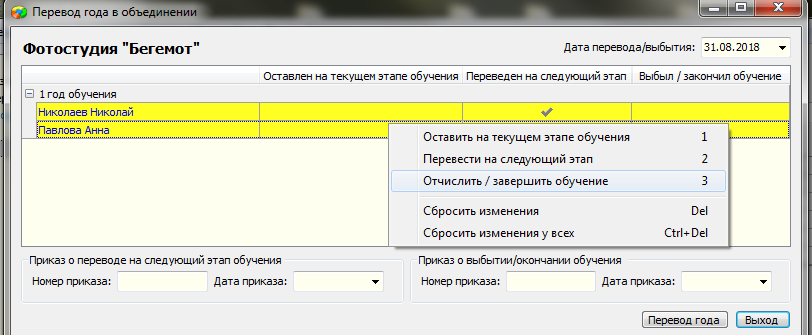 Перевод года в объединении
Фотостудия "Бегемот"
Дата перевода/выбытия: 31.08.2018
Оставлен на текущем этапе обучения Переведен на следующий этап Выбыл / закончил обучение
1 год обучения
Николаев Николай
Павлова Анна
Оставить на текущем этапе обучения 1
Перевести на следующий этап 2
Отчислить / завершить обучение 3
Сбросить изменения Del
Сбросить изменения у всех Ctrl+Del
Приказ о переводе на следующий этап обучения
Номер приказа: Дата приказа:
Приказ о выбытии/окончании обучения
Номер приказа: Дата приказа:
Перевод года Выход